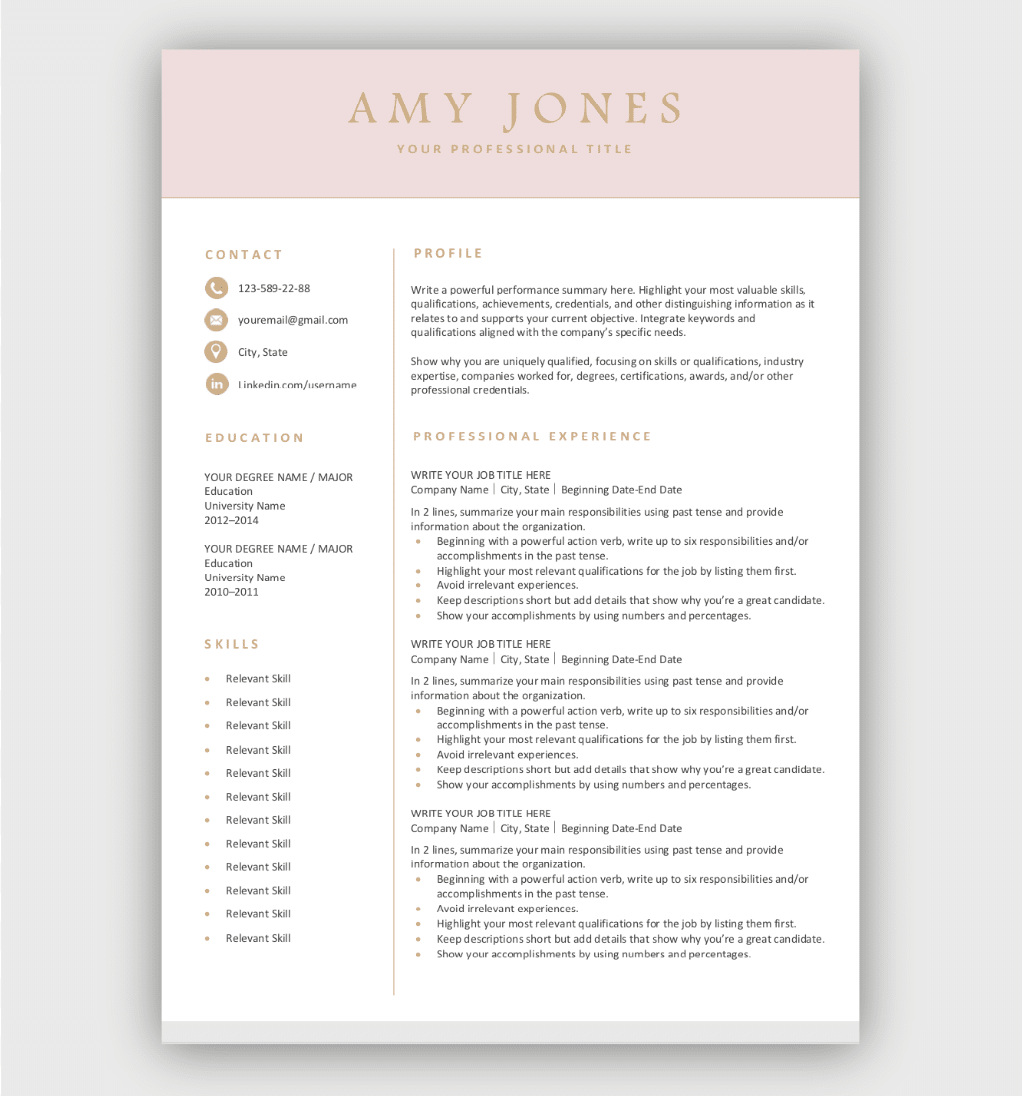 AMY JONES
YOUR PROFESSIONAL TITLE
CONTACT
123-589-22-88
youremail@gmail.com
City, State
in
Linkedin.com/username
EDUCATION
YOUR DEGREE NAME / MAJOR
Education
University Name
2012–2014
YOUR DEGREE NAME / MAJOR
Education
University Name
2010–2011
SKILLS
• Relevant Skill
• Relevant Skill
• Relevant Skill
• Relevant Skill
• Relevant Skill
• Relevant Skill
• Relevant Skill
• Relevant Skill
• Relevant Skill
• Relevant Skill
• Relevant Skill
• Relevant Skill
PROFILE
Write a powerful performance summary here. Highlight your most valuable skills,
qualifications, achievements, credentials, and other distinguishing information as it
relates to and supports your current objective. Integrate keywords and
qualifications aligned with the company’s specific needs.
Show why you are uniquely qualified, focusing on skills or qualifications, industry
expertise, companies worked for, degrees, certifications, awards, and/or other
professional credentials.
PROFESSIONAL EXPERIENCE
WRITE YOUR JOB TITLE HERE
Company Name | City, State | Beginning Date-End Date
In 2 lines, summarize your main responsibilities using past tense and provide
information about the organization.
• Beginning with a powerful action verb, write up to six responsibilities and/or
accomplishments in the past tense.
• Highlight your most relevant qualifications for the job by listing them first.
• Avoid irrelevant experiences.
• Keep descriptions short but add details that show why you’re a great candidate.
• Show your accomplishments by using numbers and percentages.
WRITE YOUR JOB TITLE HERE
Company Name | City, State | Beginning Date-End Date
In 2 lines, summarize your main responsibilities using past tense and provide
information about the organization.
• Beginning with a powerful action verb, write up to six responsibilities and/or
accomplishments in the past tense.
• Highlight your most relevant qualifications for the job by listing them first.
• Avoid irrelevant experiences.
• Keep descriptions short but add details that show why you’re a great candidate.
• Show your accomplishments by using numbers and percentages.
WRITE YOUR JOB TITLE HERE
Company Name | City, State | Beginning Date-End Date
In 2 lines, summarize your main responsibilities using past tense and provide
information about the organization.
• Beginning with a powerful action verb, write up to six responsibilities and/or
accomplishments in the past tense.
• Avoid irrelevant experiences.
• Highlight your most relevant qualifications for the job by listing them first.
• Keep descriptions short but add details that show why you’re a great candidate.
• Show your accomplishments by using numbers and percentages.